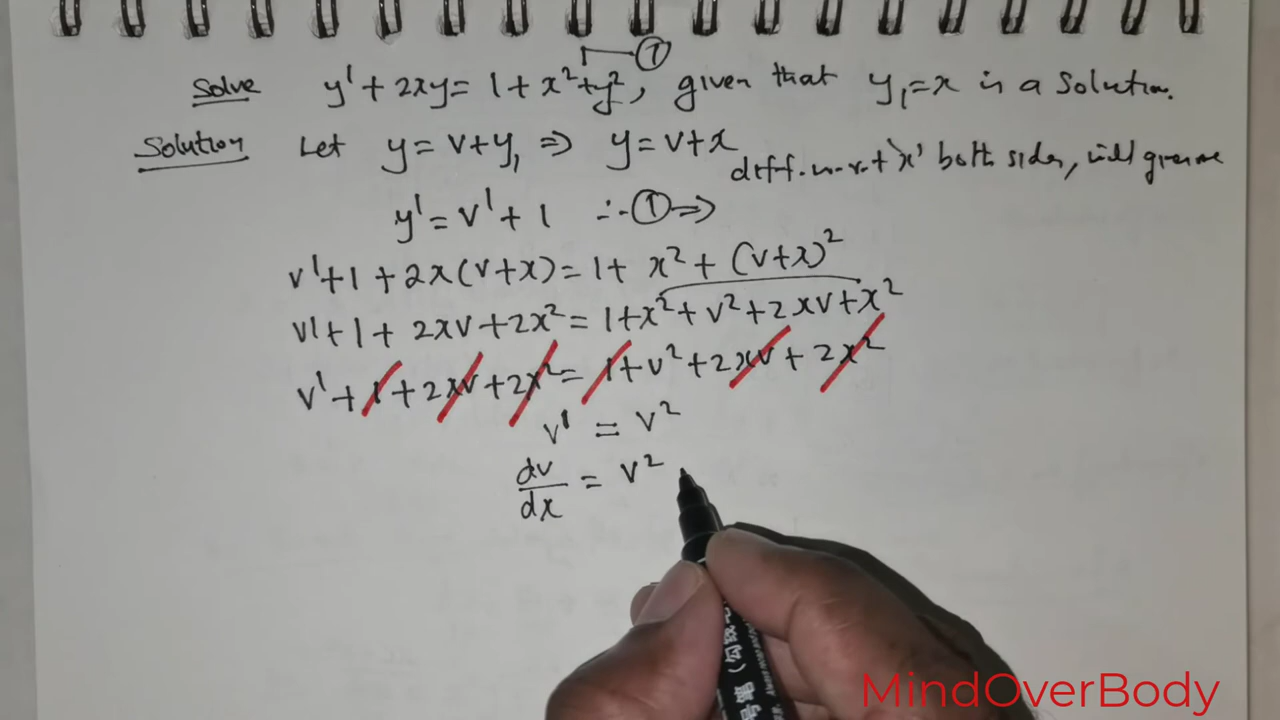 ①
Solve y' + 2xy = 1 + x² + y², given that y₁ = x is a Solution.
Solution Let y = v + y₁ ⇒ y = v + x
diff. w.r.t 'x' both sides, will give me
y' = v' + 1 ∴ ① ⇒
v' + 1 + 2x(v+x) = 1 + x² + (v+x)²
v' + 1 + 2xv + 2x² = 1 + x² + v² + 2xv + x²
v' + 1 + 2xv + 2x² = 1 + v² + 2xv + 2x²
v' = v²
dv/dx = v²
MindOverBody